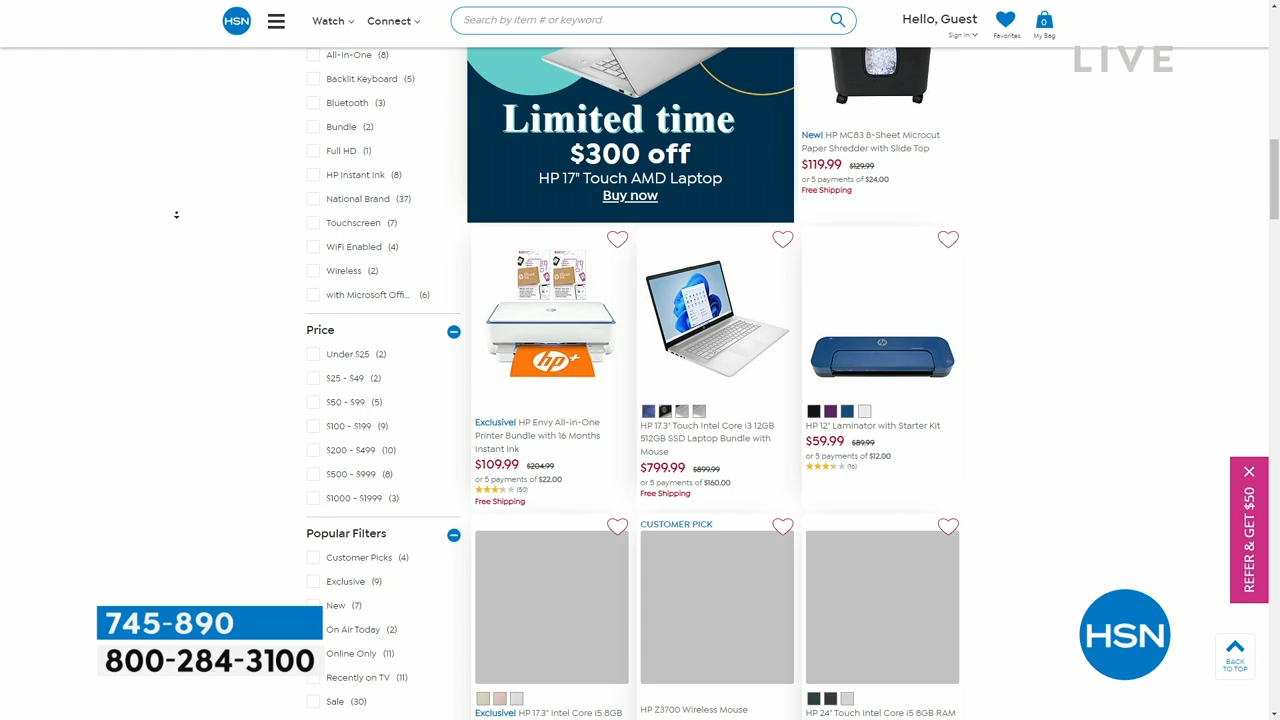 HSN
Watch
Connect
Search by item # or keyword
Hello, Guest
Sign In
Favorites
0
My Bag
LIVE
All-In-One (8)
Backlit Keyboard (5)
Bluetooth (3)
Bundle (2)
Full HD (1)
HP Instant Ink (8)
National Brand (37)
Touchscreen (7)
WiFi Enabled (4)
Wireless (2)
with Microsoft Offi... (6)
Price
Under $25 (2)
$25 - $49 (2)
$50 - $99 (5)
$100 - $199 (9)
$200 - $499 (10)
$500 - $999 (8)
$1000 - $1999 (3)
Popular Filters
Customer Picks (4)
Exclusive (9)
New (7)
On Air Today (2)
Online Only (11)
Recently on TV (11)
Sale (30)
Limited time
$300 off
HP 17" Touch AMD Laptop
Buy now
New! HP MC83 8-Sheet Microcut
Paper Shredder with Slide Top
$119.99 $129.99
or 5 payments of $24.00
Free Shipping
hp+
Exclusive! HP Envy All-in-One
Printer Bundle with 16 Months
Instant Ink
$109.99 $204.99
or 5 payments of $22.00
(50)
Free Shipping
HP 17.3" Touch Intel Core i3 12GB
512GB SSD Laptop Bundle with
Mouse
$799.99 $899.99
or 5 payments of $160.00
Free Shipping
HP 12" Laminator with Starter Kit
$59.99 $89.99
or 5 payments of $12.00
(16)
CUSTOMER PICK
Exclusive! HP 17.3" Intel Core i5 8GB
HP Z3700 Wireless Mouse
HP 24" Touch Intel Core i5 8GB RAM
REFER & GET $50
745-890
800-284-3100
HSN
BACK
TO TOP